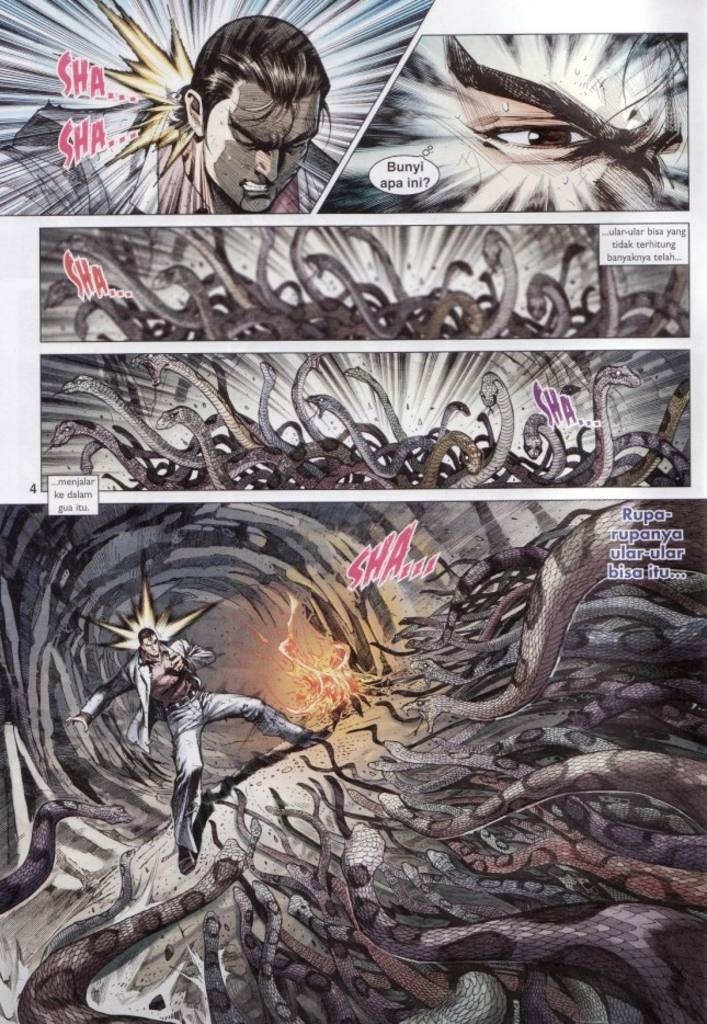 SHA...
SHA...
Bunyi
apa ini?
SHA...
...ular-ular bisa yang
tidak terhitung
banyaknya telah...
SHA...
4
...menjalar
ke dalam
gua itu.
SHA...
Rupa-
rupanya
ular-ular
bisa itu...